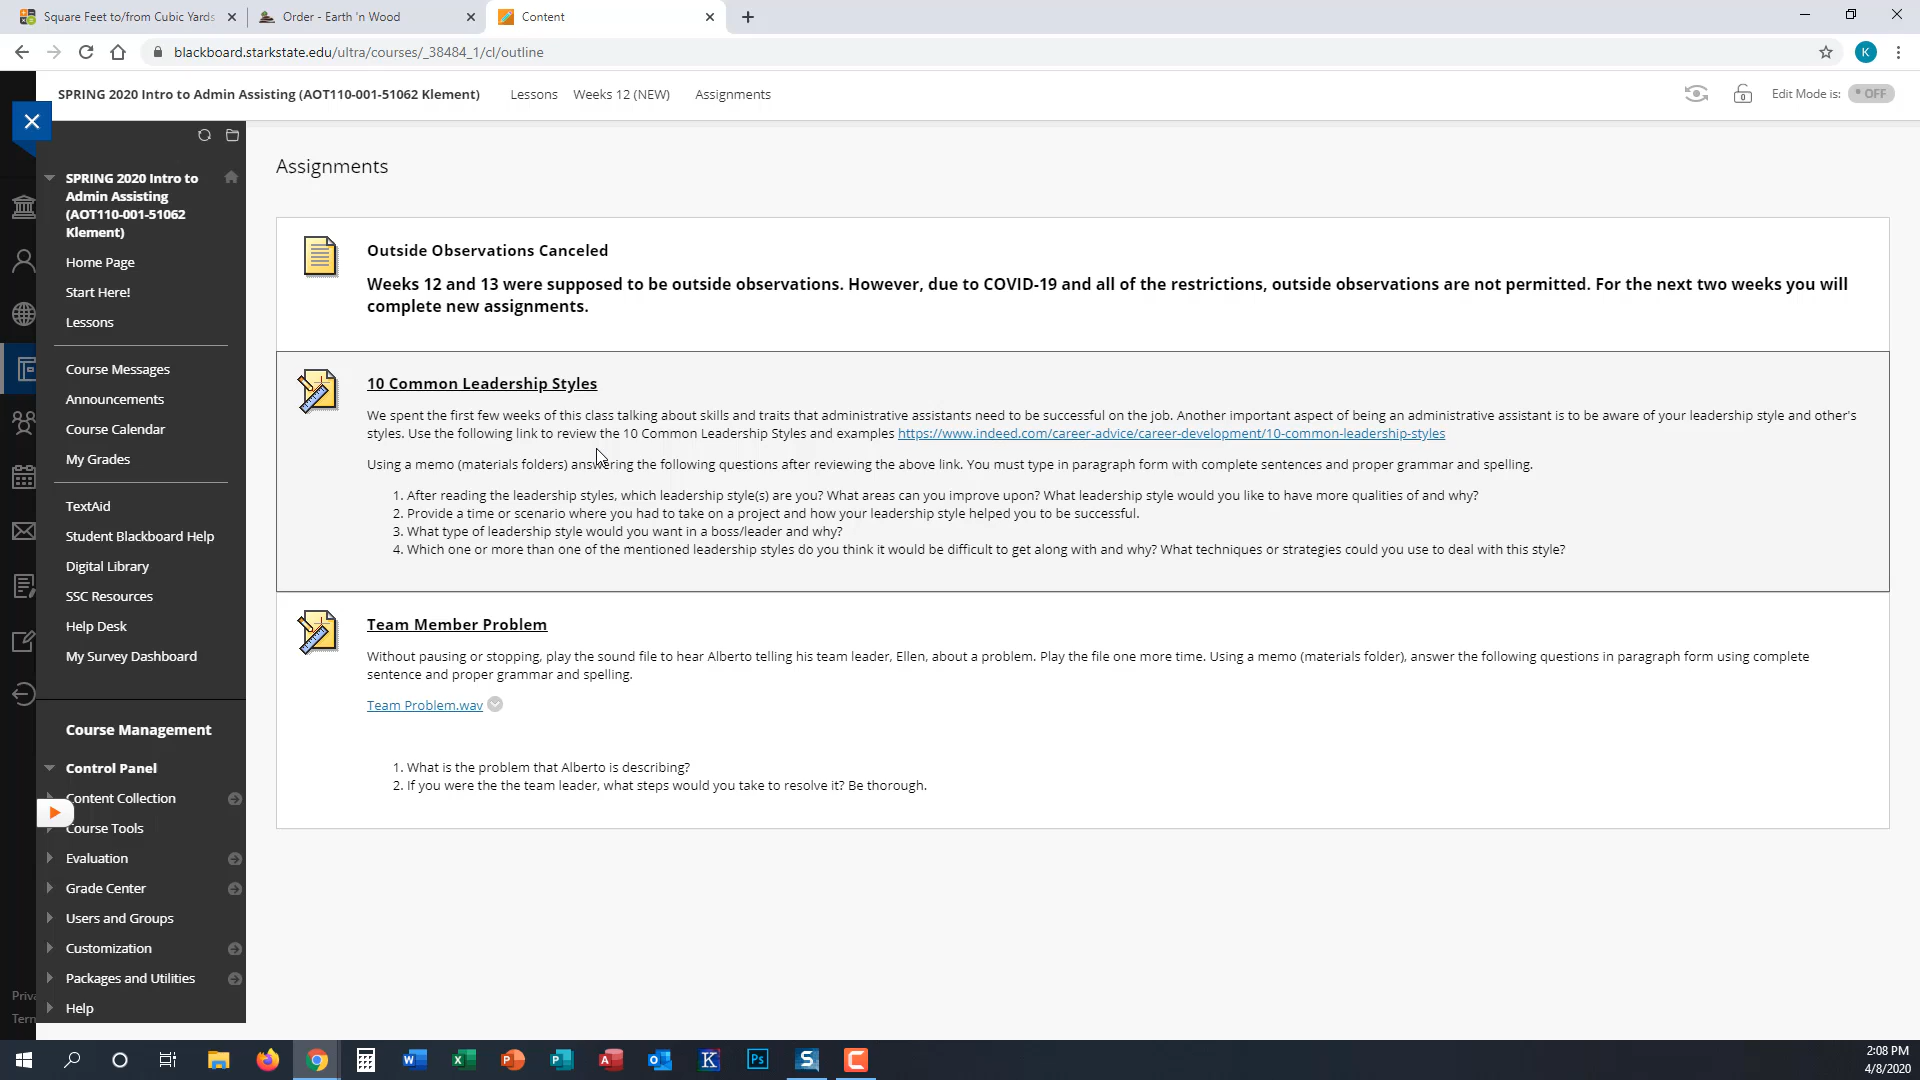 Square Feet to/from Cubic Yards
Order - Earth 'n Wood
Content
blackboard.starkstate.edu/ultra/courses/_38484_1/cl/outline
K
SPRING 2020 Intro to Admin Assisting (AOT110-001-51062 Klement)
Lessons
Weeks 12 (NEW)
Assignments
Edit Mode is:
OFF
SPRING 2020 Intro to
Admin Assisting
(AOT110-001-51062
Klement)
Home Page
Start Here!
Lessons
Course Messages
Announcements
Course Calendar
My Grades
TextAid
Student Blackboard Help
Digital Library
SSC Resources
Help Desk
My Survey Dashboard
Course Management
Control Panel
Content Collection
Course Tools
Evaluation
Grade Center
Users and Groups
Customization
Packages and Utilities
Help
Priva
Tern
Assignments
Outside Observations Canceled
Weeks 12 and 13 were supposed to be outside observations. However, due to COVID-19 and all of the restrictions, outside observations are not permitted. For the next two weeks you will
complete new assignments.
10 Common Leadership Styles
We spent the first few weeks of this class talking about skills and traits that administrative assistants need to be successful on the job. Another important aspect of being an administrative assistant is to be aware of your leadership style and other's
styles. Use the following link to review the 10 Common Leadership Styles and examples https://www.indeed.com/career-advice/career-development/10-common-leadership-styles
Using a memo (materials folders) answering the following questions after reviewing the above link. You must type in paragraph form with complete sentences and proper grammar and spelling.
1. After reading the leadership styles, which leadership style(s) are you? What areas can you improve upon? What leadership style would you like to have more qualities of and why?
2. Provide a time or scenario where you had to take on a project and how your leadership style helped you to be successful.
3. What type of leadership style would you want in a boss/leader and why?
4. Which one or more than one of the mentioned leadership styles do you think it would be difficult to get along with and why? What techniques or strategies could you use to deal with this style?
Team Member Problem
Without pausing or stopping, play the sound file to hear Alberto telling his team leader, Ellen, about a problem. Play the file one more time. Using a memo (materials folder), answer the following questions in paragraph form using complete
sentence and proper grammar and spelling.
Team Problem.wav
1. What is the problem that Alberto is describing?
2. If you were the the team leader, what steps would you take to resolve it? Be thorough.
2:08 PM
4/8/2020